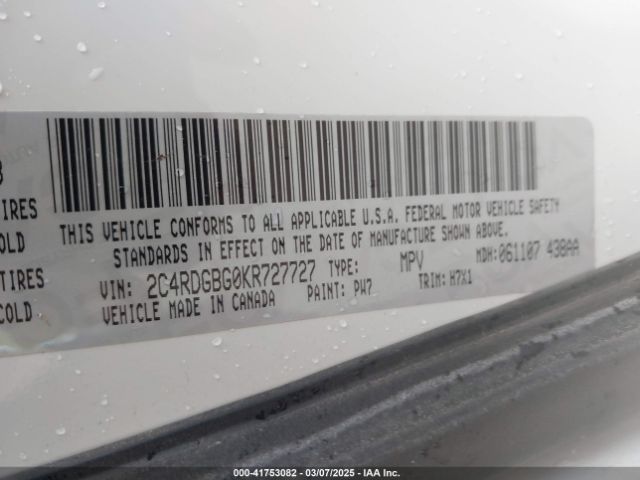 TIRES
OLD
TIRES
COLD
THIS VEHICLE CONFORMS TO ALL APPLICABLE U.S.A. FEDERAL MOTOR VEHICLE SAFETY
STANDARDS IN EFFECT ON THE DATE OF MANUFACTURE SHOWN ABOVE.
VIN: 2C4RDGBG0KR727727 TYPE: MPV MDH:061107 438AA
VEHICLE MADE IN CANADA PAINT: PW7 TRIM: H7X1
000-41753082 — 03/07/2025 — IAA Inc.